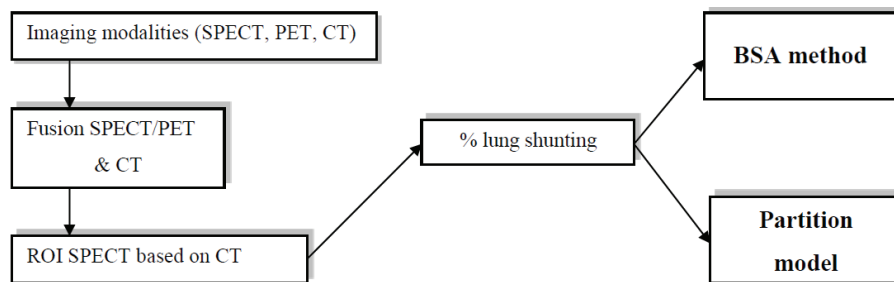 Imaging modalities (SPECT, PET, CT)
Fusion SPECT/PET
& CT
ROI SPECT based on CT
% lung shunting
BSA method
Partition
model